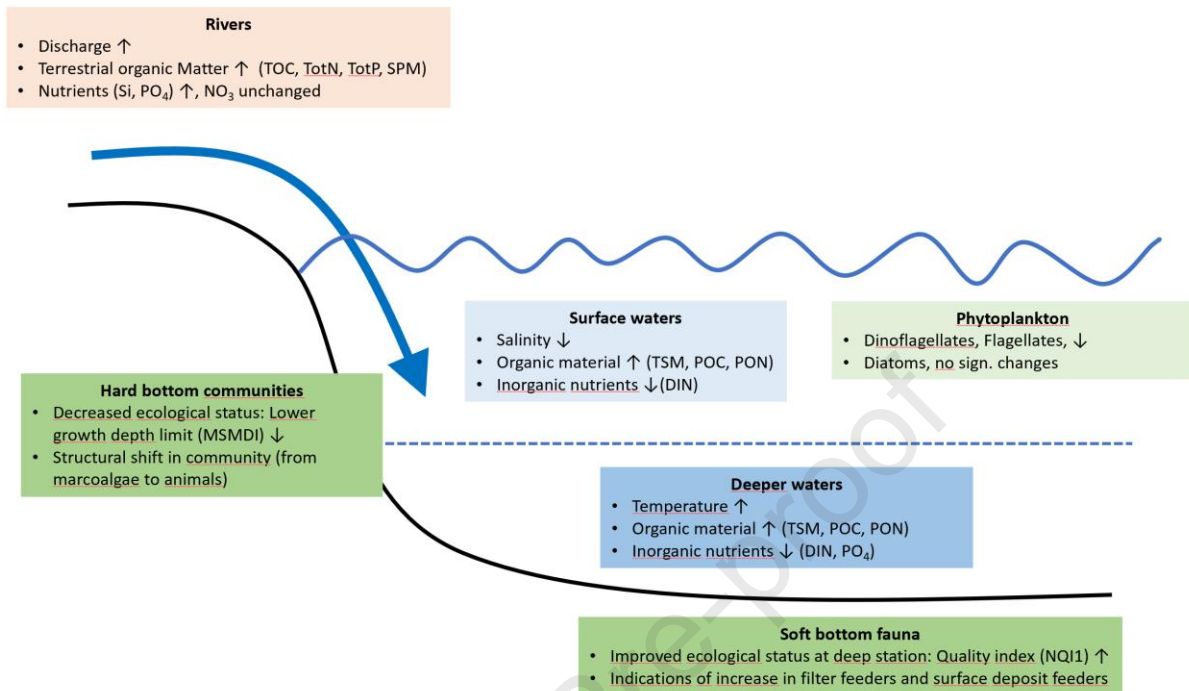 Rivers
• Discharge ↑
• Terrestrial organic Matter ↑ (TOC, TotN, TotP, SPM)
• Nutrients (Si, PO₄) ↑, NO₃ unchanged
Surface waters
• Salinity ↓
• Organic material ↑ (TSM, POC, PON)
• Inorganic nutrients ↓(DIN)
Phytoplankton
• Dinoflagellates, Flagellates, ↓
• Diatoms, no sign. changes
Hard bottom communities
• Decreased ecological status: Lower
growth depth limit (MSMDI) ↓
• Structural shift in community (from
marcoalgae to animals)
Deeper waters
• Temperature ↑
• Organic material ↑ (TSM, POC, PON)
• Inorganic nutrients ↓ (DIN, PO₄)
Soft bottom fauna
• Improved ecological status at deep station: Quality index (NQI1) ↑
• Indications of increase in filter feeders and surface deposit feeders
re-proof